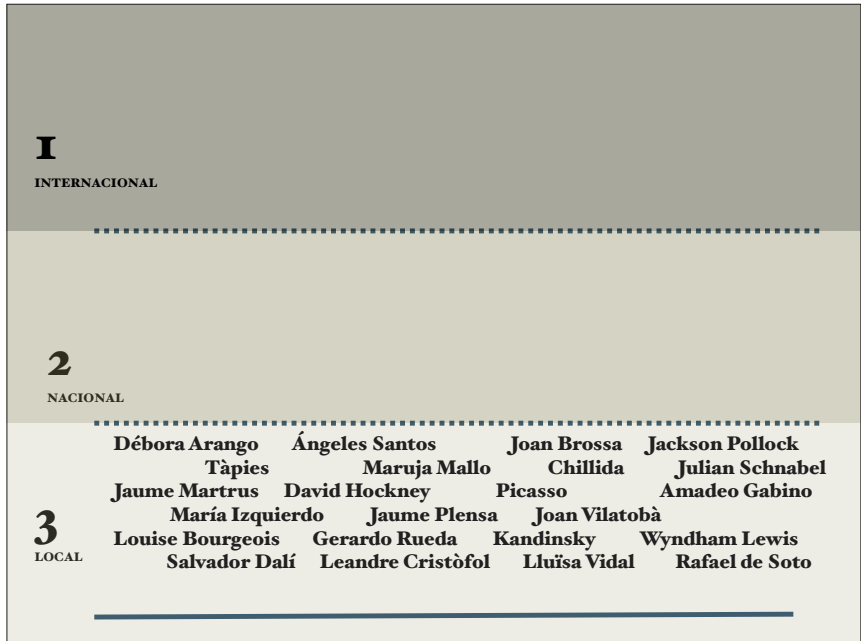 1
INTERNACIONAL
2
NACIONAL
Débora Arango Ángeles Santos Joan Brossa Jackson Pollock
Tàpies Maruja Mallo Chillida Julian Schnabel
Jaume Martrus David Hockney Picasso Amadeo Gabino
María Izquierdo Jaume Plensa Joan Vilatobà
3
LOCAL
Louise Bourgeois Gerardo Rueda Kandinsky Wyndham Lewis
Salvador Dalí Leandre Cristòfol Lluïsa Vidal Rafael de Soto